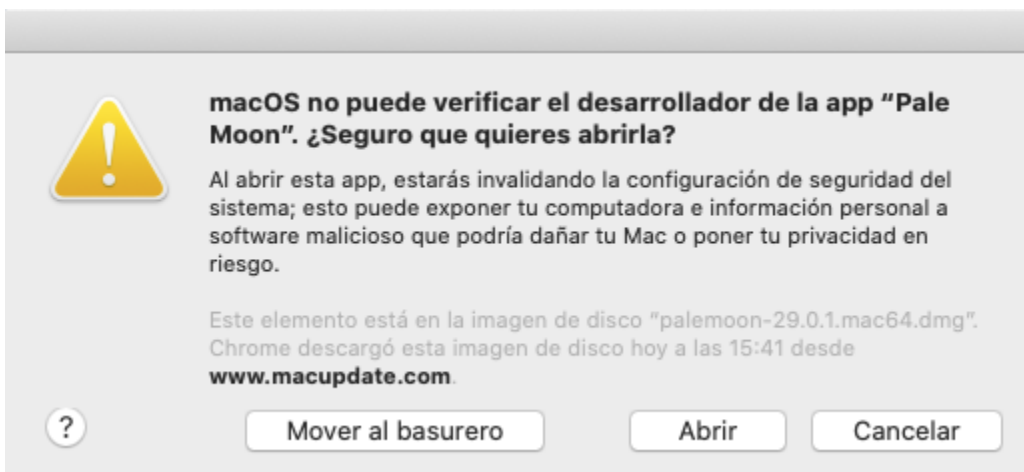 macOS no puede verificar el desarrollador de la app “Pale
Moon”. ¿Seguro que quieres abrirla?
Al abrir esta app, estarás invalidando la configuración de seguridad del
sistema; esto puede exponer tu computadora e información personal a
software malicioso que podría dañar tu Mac o poner tu privacidad en
riesgo.
Este elemento está en la imagen de disco “palemoon-29.0.1.mac64.dmg”.
Chrome descargó esta imagen de disco hoy a las 15:41 desde
www.macupdate.com.
? Mover al basurero Abrir Cancelar